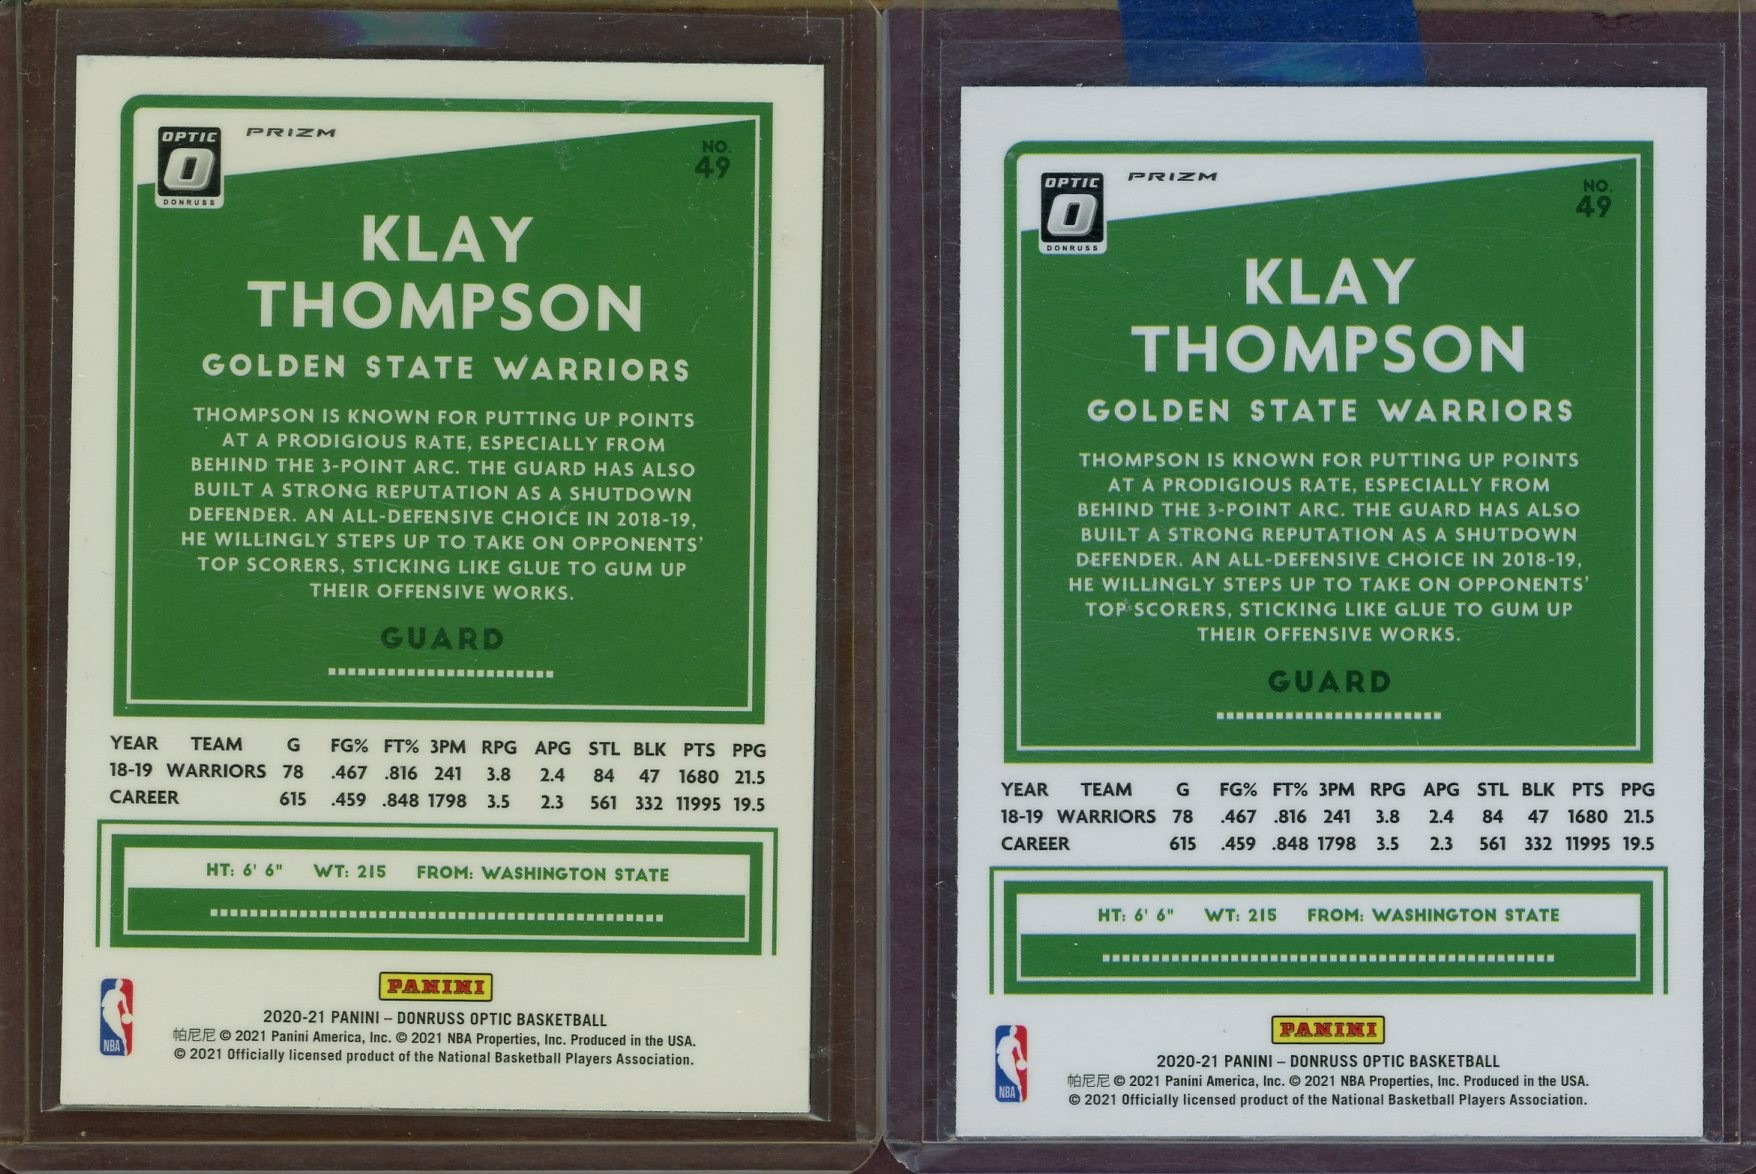 OPTIC
DONRUSS
PRIZM
NO.
49
KLAY
THOMPSON
GOLDEN STATE WARRIORS
THOMPSON IS KNOWN FOR PUTTING UP POINTS
AT A PRODIGIOUS RATE, ESPECIALLY FROM
BEHIND THE 3-POINT ARC. THE GUARD HAS ALSO
BUILT A STRONG REPUTATION AS A SHUTDOWN
DEFENDER. AN ALL-DEFENSIVE CHOICE IN 2018-19,
HE WILLINGLY STEPS UP TO TAKE ON OPPONENTS'
TOP SCORERS, STICKING LIKE GLUE TO GUM UP
THEIR OFFENSIVE WORKS.
GUARD
YEAR TEAM G FG% FT% 3PM RPG APG STL BLK PTS PPG
18-19 WARRIORS 78 .467 .816 241 3.8 2.4 84 47 1680 21.5
CAREER 615 .459 .848 1798 3.5 2.3 561 332 11995 19.5
HT: 6' 6" WT: 215 FROM: WASHINGTON STATE
NBA
PANINI
2020-21 PANINI – DONRUSS OPTIC BASKETBALL
帕尼尼 © 2021 Panini America, Inc. © 2021 NBA Properties, Inc. Produced in the USA.
© 2021 Officially licensed product of the National Basketball Players Association.
OPTIC
DONRUSS
PRIZM
NO.
49
KLAY
THOMPSON
GOLDEN STATE WARRIORS
THOMPSON IS KNOWN FOR PUTTING UP POINTS
AT A PRODIGIOUS RATE, ESPECIALLY FROM
BEHIND THE 3-POINT ARC. THE GUARD HAS ALSO
BUILT A STRONG REPUTATION AS A SHUTDOWN
DEFENDER. AN ALL-DEFENSIVE CHOICE IN 2018-19,
HE WILLINGLY STEPS UP TO TAKE ON OPPONENTS'
TOP SCORERS, STICKING LIKE GLUE TO GUM UP
THEIR OFFENSIVE WORKS.
GUARD
YEAR TEAM G FG% FT% 3PM RPG APG STL BLK PTS PPG
18-19 WARRIORS 78 .467 .816 241 3.8 2.4 84 47 1680 21.5
CAREER 615 .459 .848 1798 3.5 2.3 561 332 11995 19.5
HT: 6' 6" WT: 215 FROM: WASHINGTON STATE
NBA
PANINI
2020-21 PANINI – DONRUSS OPTIC BASKETBALL
帕尼尼 © 2021 Panini America, Inc. © 2021 NBA Properties, Inc. Produced in the USA.
© 2021 Officially licensed product of the National Basketball Players Association.